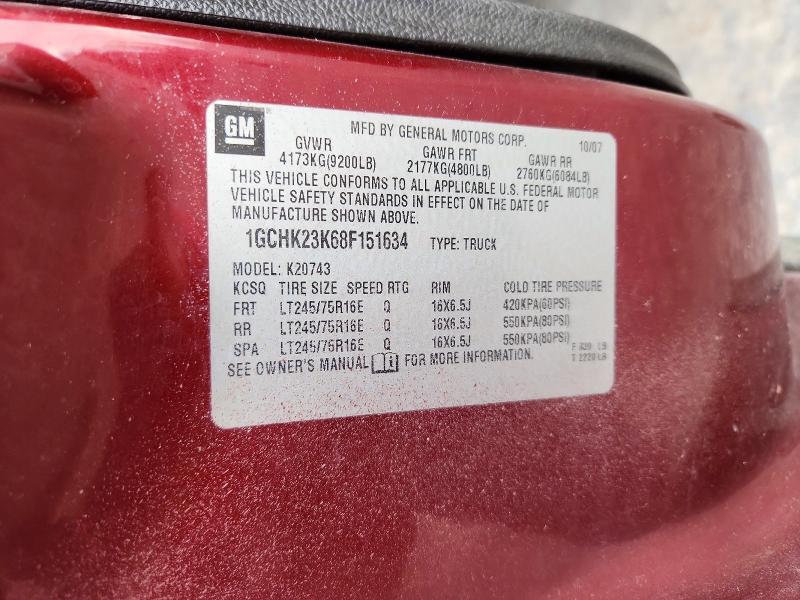 GM
MFD BY GENERAL MOTORS CORP. 10/07
GVWR GAWR FRT GAWR RR
4173KG(9200LB) 2177KG(4800LB) 2760KG(6084LB)
THIS VEHICLE CONFORMS TO ALL APPLICABLE U.S. FEDERAL MOTOR
VEHICLE SAFETY STANDARDS IN EFFECT ON THE DATE OF
MANUFACTURE SHOWN ABOVE.
1GCHK23K68F151634 TYPE: TRUCK
MODEL: K20743
KCSQ TIRE SIZE SPEED RTG RIM COLD TIRE PRESSURE
FRT LT245/75R16E Q 16X6.5J 420KPA(60PSI)
RR LT245/75R16E Q 16X6.5J 550KPA(80PSI)
SPA LT245/75R16E Q 16X6.5J 550KPA(80PSI)
SEE OWNER'S MANUAL FOR MORE INFORMATION.
T 2220 LB